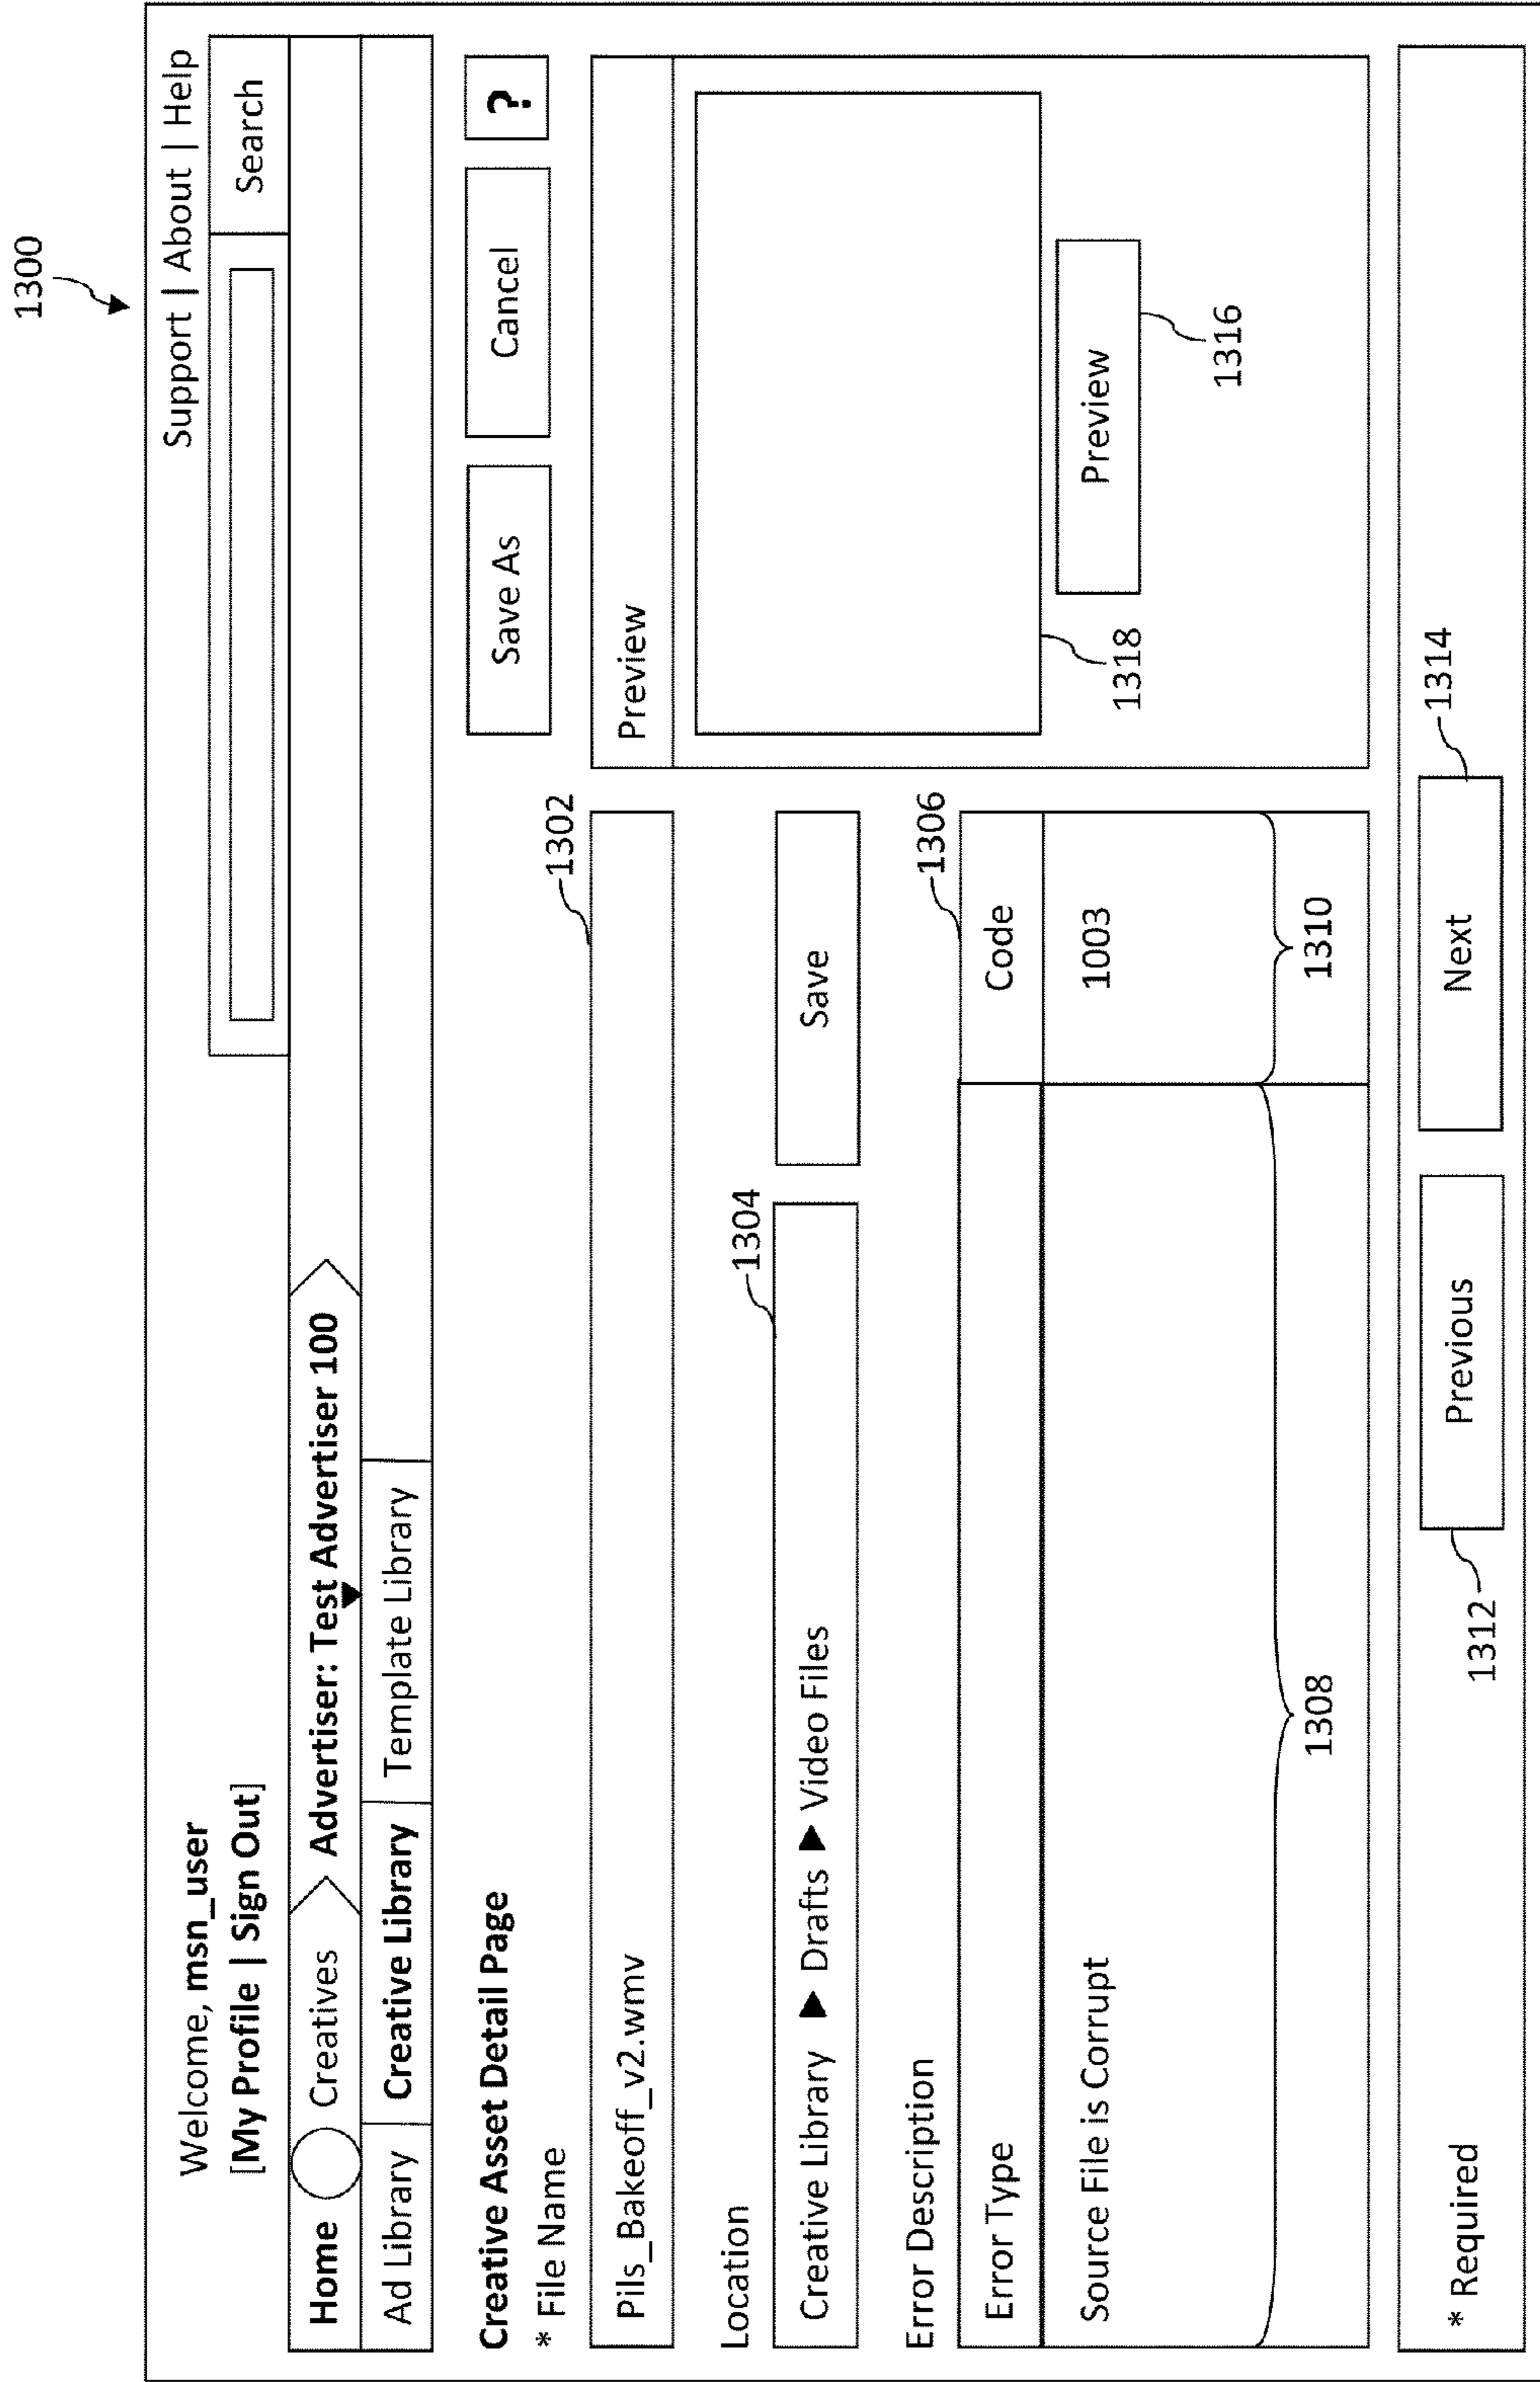 1300
Support | About | Help
Welcome, msn_user
[My Profile | Sign Out]
Search
Home Creatives Advertiser: Test Advertiser 100
Ad Library Creative Library Template Library
Creative Asset Detail Page
Save As Cancel ?
* File Name
1302
Pils_Bakeoff_v2.wmv
Preview
Location
1304
Creative Library ▶ Drafts ▶ Video Files
Save
Error Description
1306
Error Type Code
Source File is Corrupt 1003
1308
1310
1318
Preview
1316
* Required
1312
Previous
Next
1314